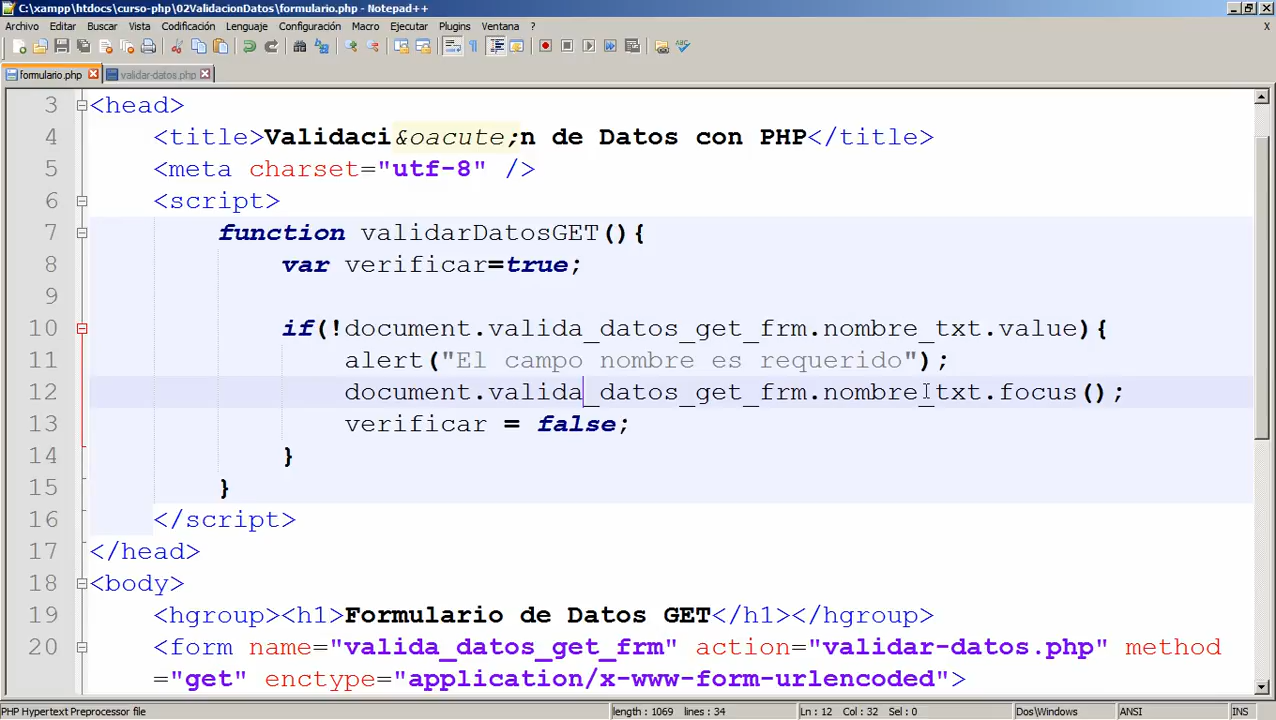 C:\xampp\htdocs\curso-php\02ValidacionDatos\formulario.php - Notepad++
Archivo Editar Buscar Vista Codificación Lenguaje Configuración Macro Ejecutar Plugins Ventana ? X
formulario.php validar-datos.php
3 <head>
4 <title>Validaci&oacute;n de Datos con PHP</title>
5 <meta charset="utf-8" />
6 <script>
7 function validarDatosGET(){
8 var verificar=true;
9
10 if(!document.valida_datos_get_frm.nombre_txt.value){
11 alert("El campo nombre es requerido");
12 document.valida_datos_get_frm.nombre_txt.focus();
13 verificar = false;
14 }
15 }
16 </script>
17 </head>
18 <body>
19 <hgroup><h1>Formulario de Datos GET</h1></hgroup>
20 <form name="valida_datos_get_frm" action="validar-datos.php" method
="get" enctype="application/x-www-form-urlencoded">
PHP Hypertext Preprocessor file length : 1069 lines : 34 Ln : 12 Col : 32 Sel : 0 Dos\Windows ANSI INS